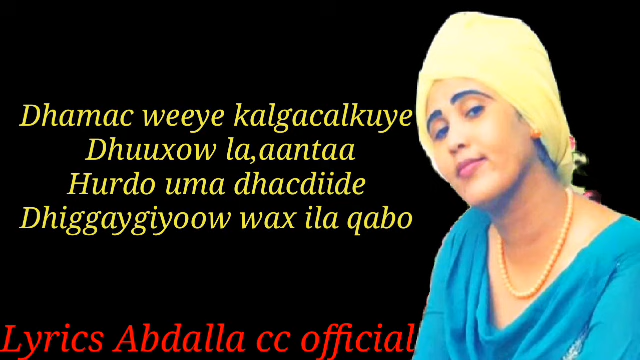 Dhamac weeye kalgacalkuye
Dhuuxow la,aantaa
Hurdo uma dhacdiide
Dhiggaygiyoow wax ila qabo
Lyrics Abdalla cc official